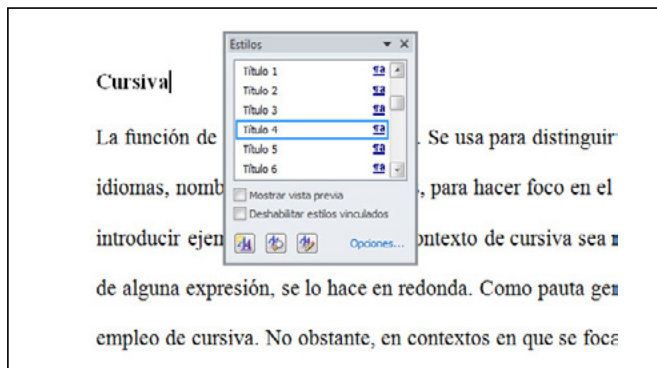 Estilos
Título 1
Título 2
Título 3
Título 4
Título 5
Título 6
Mostrar vista previa
Deshabilitar estilos vinculados
Opciones...
Cursiva
La función de . Se usa para distinguir
idiomas, nomb , para hacer foco en el
introducir ejen ontexto de cursiva sea
de alguna expresión, se lo hace en redonda. Como pauta gen
empleo de cursiva. No obstante, en contextos en que se foca